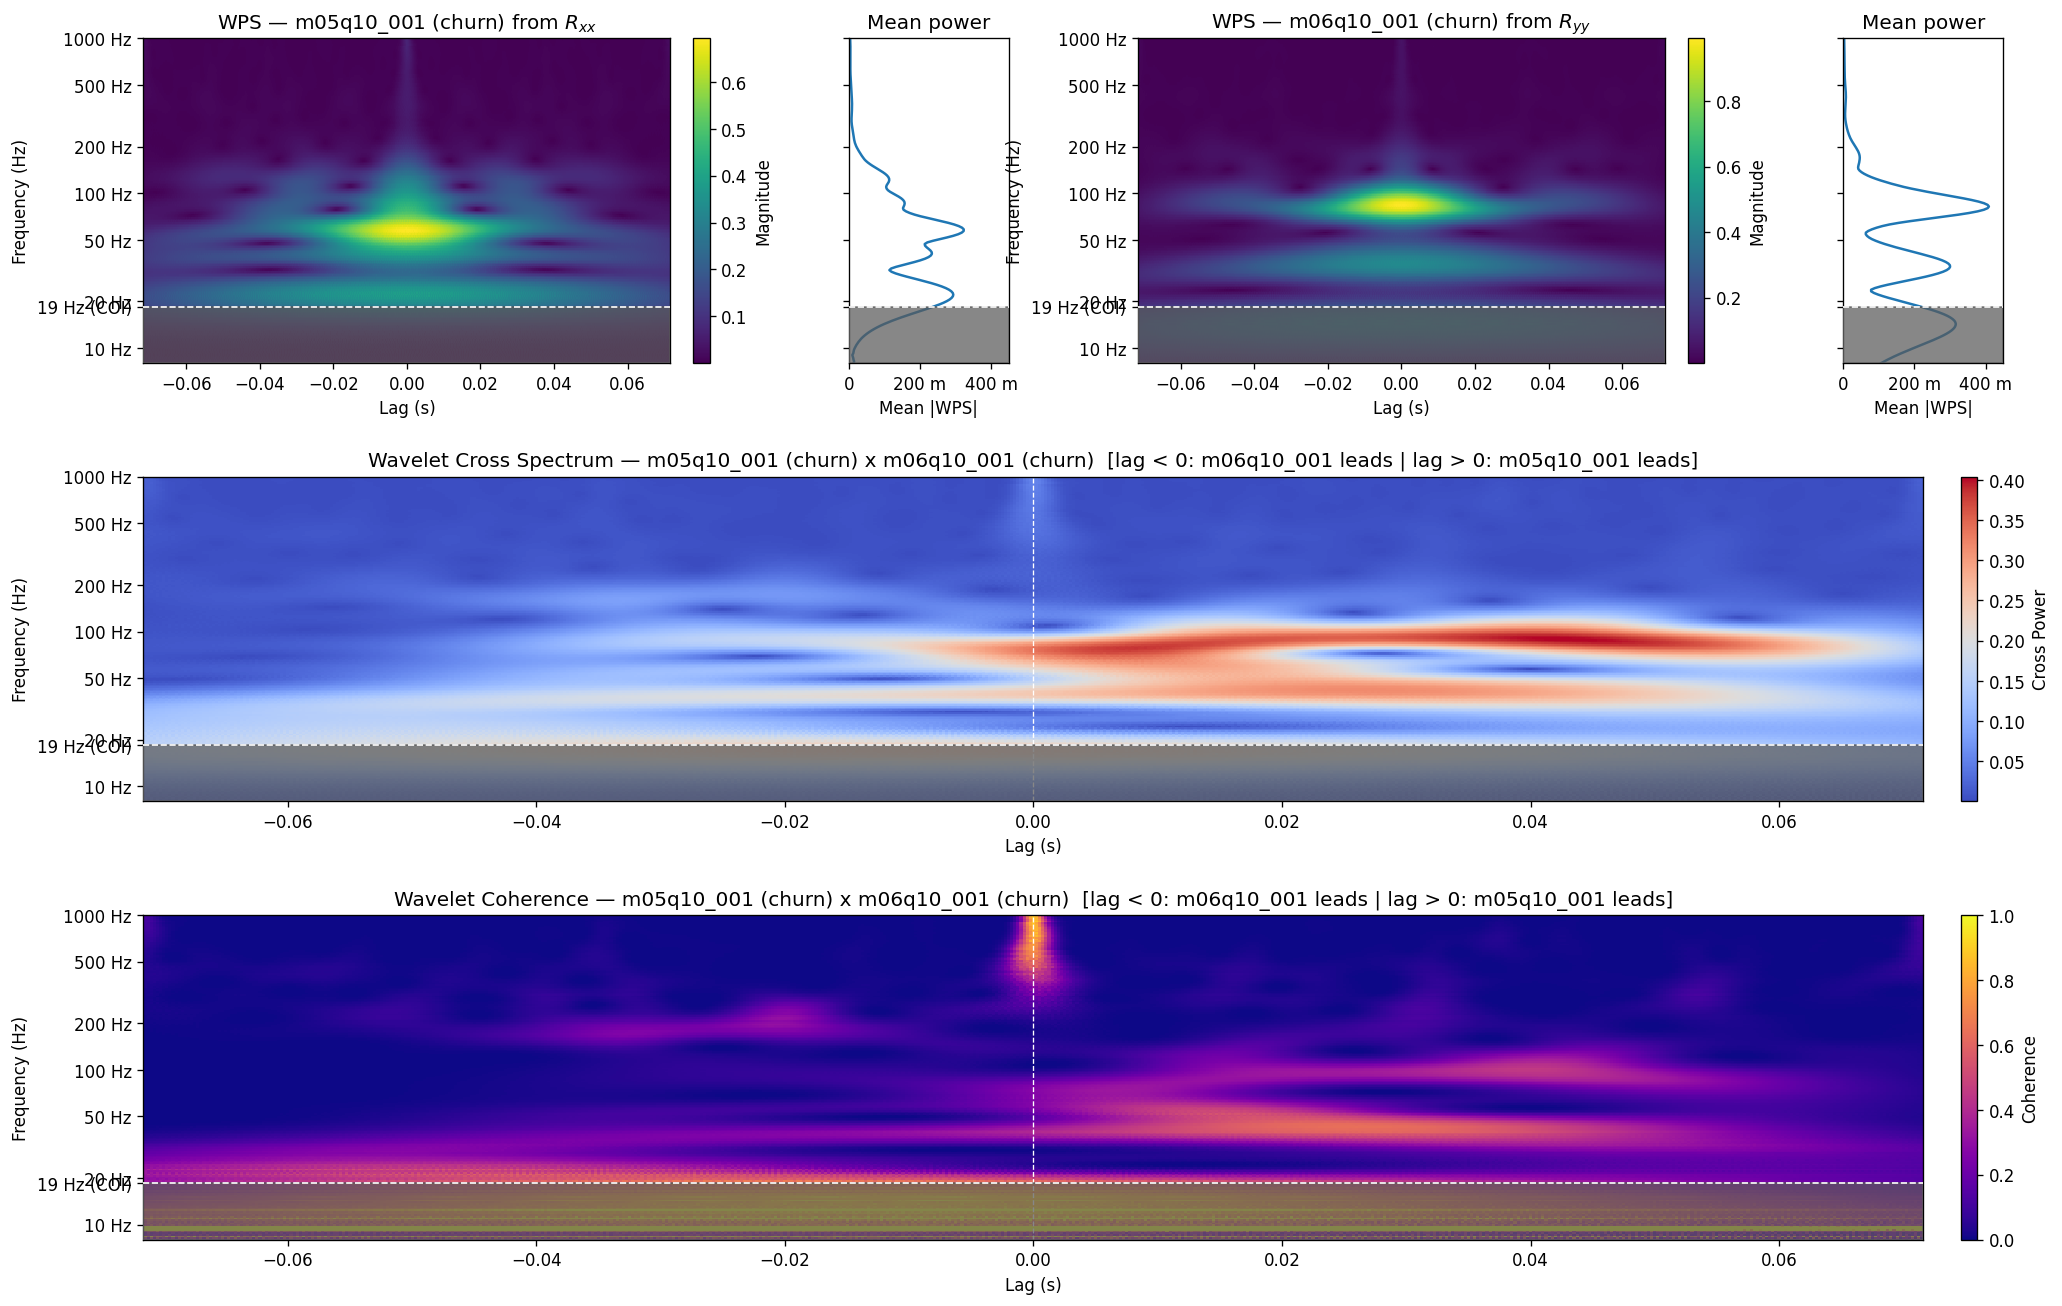 WPS — m05q10_001 (churn) from Rxx
Mean power
WPS — m06q10_001 (churn) from Ryy
Mean power
1000 Hz
500 Hz
200 Hz
100 Hz
50 Hz
20 Hz
19 Hz (COI)
10 Hz
Frequency (Hz)
−0.06 −0.04 −0.02 0.00 0.02 0.04 0.06
Lag (s)
0.6
0.5
0.4
0.3
0.2
0.1
Magnitude
0 200 m 400 m
Mean |WPS|
1000 Hz
500 Hz
200 Hz
100 Hz
50 Hz
20 Hz
19 Hz (COI)
10 Hz
Frequency (Hz)
−0.06 −0.04 −0.02 0.00 0.02 0.04 0.06
Lag (s)
0.8
0.6
0.4
0.2
Magnitude
0 200 m 400 m
Mean |WPS|
Wavelet Cross Spectrum — m05q10_001 (churn) x m06q10_001 (churn) [lag < 0: m06q10_001 leads | lag > 0: m05q10_001 leads]
1000 Hz
500 Hz
200 Hz
100 Hz
50 Hz
20 Hz
19 Hz (COI)
10 Hz
Frequency (Hz)
−0.06 −0.04 −0.02 0.00 0.02 0.04 0.06
Lag (s)
0.40
0.35
0.30
0.25
0.20
0.15
0.10
0.05
Cross Power
Wavelet Coherence — m05q10_001 (churn) x m06q10_001 (churn) [lag < 0: m06q10_001 leads | lag > 0: m05q10_001 leads]
1000 Hz
500 Hz
200 Hz
100 Hz
50 Hz
20 Hz
19 Hz (COI)
10 Hz
Frequency (Hz)
−0.06 −0.04 −0.02 0.00 0.02 0.04 0.06
Lag (s)
1.0
0.8
0.6
0.4
0.2
0.0
Coherence